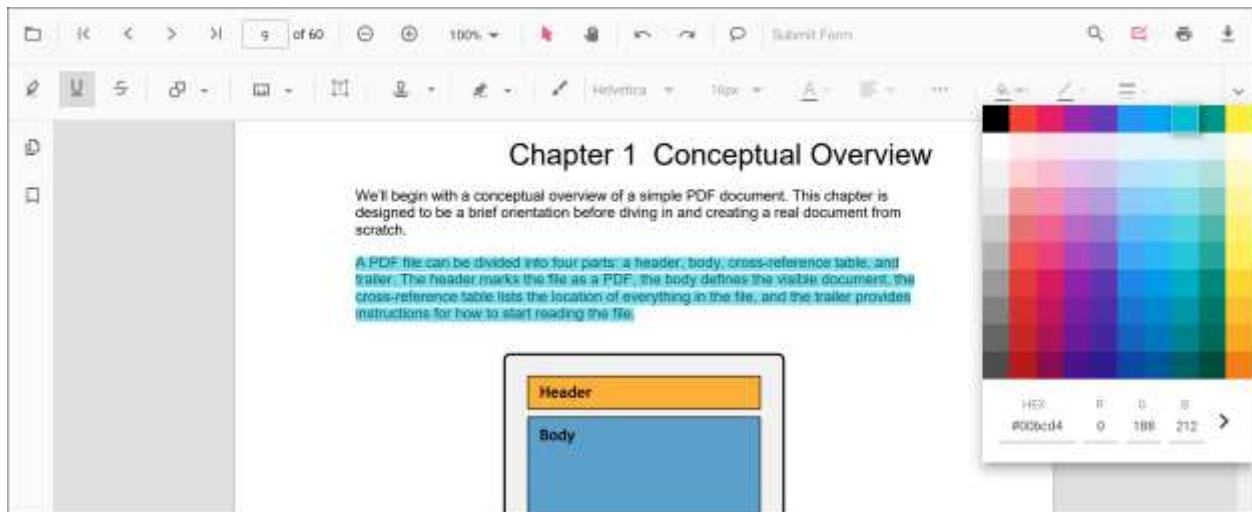 9 of 60 100% Submit Form
Helvetica 16px A
Chapter 1 Conceptual Overview
We'll begin with a conceptual overview of a simple PDF document. This chapter is
designed to be a brief orientation before diving in and creating a real document from
scratch.
A PDF file can be divided into four parts: a header, body, cross-reference table, and
trailer. The header marks the file as a PDF, the body defines the visible document, the
cross-reference table lists the location of everything in the file, and the trailer provides
instructions for how to start reading the file.
Header
Body
HEX R G B
#00bcd4 0 188 212